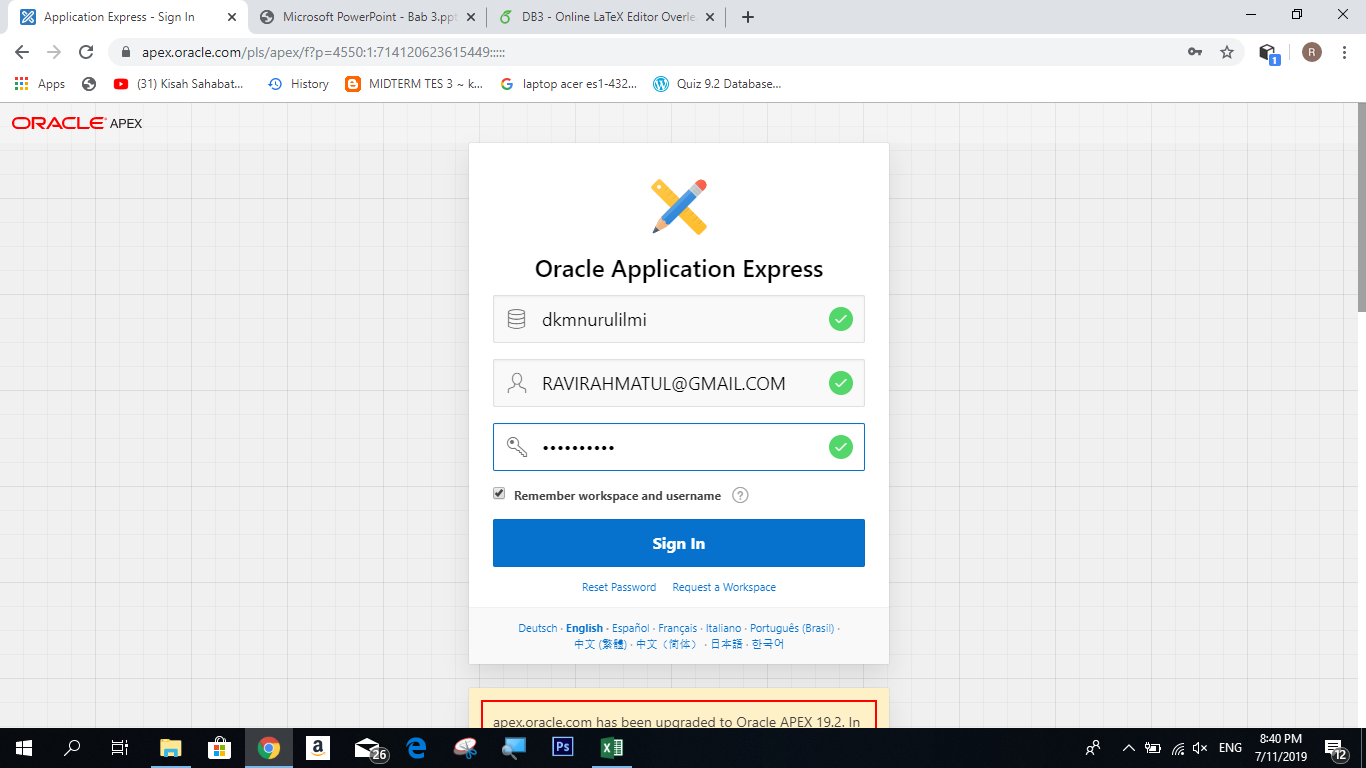 Application Express - Sign In
Microsoft PowerPoint - Bab 3.ppt
DB3 - Online LaTeX Editor Overle
apex.oracle.com/pls/apex/f?p=4550:1:714120623615449:::::
R
1
Apps
(31) Kisah Sahabat...
History
MIDTERM TES 3 ~ k...
laptop acer es1-432...
Quiz 9.2 Database...
ORACLE APEX
Oracle Application Express
dkmnurulilmi
RAVIRAHMATUL@GMAIL.COM
Remember workspace and username ?
Sign In
Reset Password Request a Workspace
Deutsch · English · Español · Français · Italiano · Português (Brasil) ·
中文 (繁體) · 中文（简体） · 日本語 · 한국어
apex.oracle.com has been upgraded to Oracle APEX 19.2. In
a
26
Ps
ENG
8:40 PM
7/11/2019
12